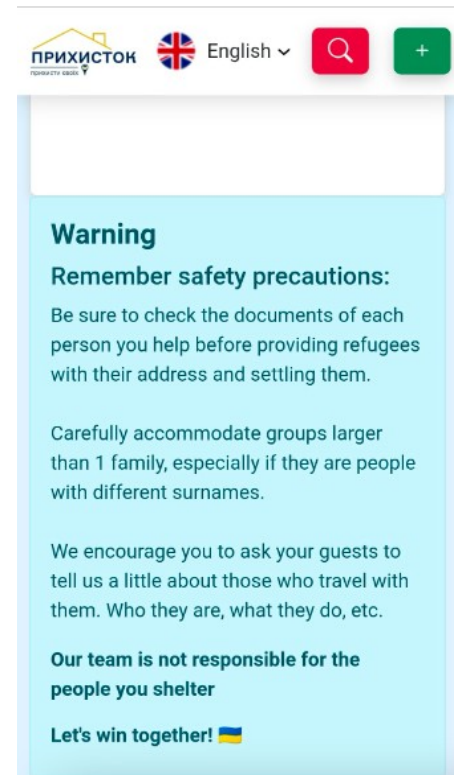 ПРИХИСТОК
English
+
Warning
Remember safety precautions:
Be sure to check the documents of each
person you help before providing refugees
with their address and settling them.
Carefully accommodate groups larger
than 1 family, especially if they are people
with different surnames.
We encourage you to ask your guests to
tell us a little about those who travel with
them. Who they are, what they do, etc.
Our team is not responsible for the
people you shelter
Let's win together! 🇺🇦